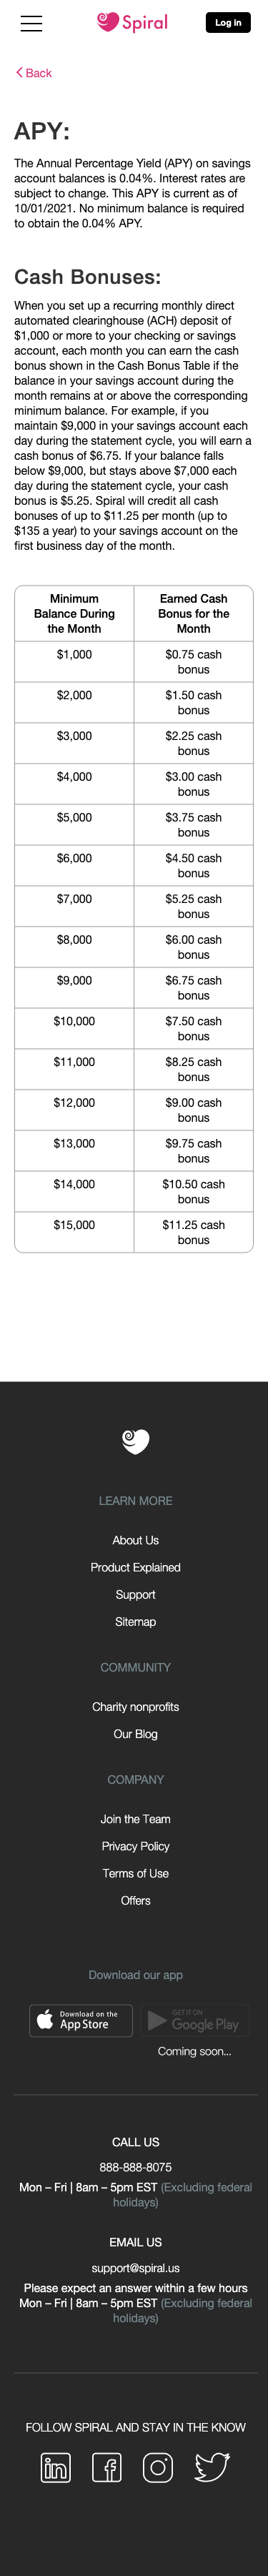 Spiral
Log in
Back
APY:
The Annual Percentage Yield (APY) on savings
account balances is 0.04%. Interest rates are
subject to change. This APY is current as of
10/01/2021. No minimum balance is required
to obtain the 0.04% APY.
Cash Bonuses:
When you set up a recurring monthly direct
automated clearinghouse (ACH) deposit of
$1,000 or more to your checking or savings
account, each month you can earn the cash
bonus shown in the Cash Bonus Table if the
balance in your savings account during the
month remains at or above the corresponding
minimum balance. For example, if you
maintain $9,000 in your savings account each
day during the statement cycle, you will earn a
cash bonus of $6.75. If your balance falls
below $9,000, but stays above $7,000 each
day during the statement cycle, your cash
bonus is $5.25. Spiral will credit all cash
bonuses of up to $11.25 per month (up to
$135 a year) to your savings account on the
first business day of the month.
Minimum Balance During the Month
Earned Cash Bonus for the Month
$1,000
$0.75 cash bonus
$2,000
$1.50 cash bonus
$3,000
$2.25 cash bonus
$4,000
$3.00 cash bonus
$5,000
$3.75 cash bonus
$6,000
$4.50 cash bonus
$7,000
$5.25 cash bonus
$8,000
$6.00 cash bonus
$9,000
$6.75 cash bonus
$10,000
$7.50 cash bonus
$11,000
$8.25 cash bonus
$12,000
$9.00 cash bonus
$13,000
$9.75 cash bonus
$14,000
$10.50 cash bonus
$15,000
$11.25 cash bonus
LEARN MORE
About Us
Product Explained
Support
Sitemap
COMMUNITY
Charity nonprofits
Our Blog
COMPANY
Join the Team
Privacy Policy
Terms of Use
Offers
Download our app
Download on the
App Store
GET IT ON
Google Play
Coming soon...
CALL US
888-888-8075
Mon – Fri | 8am – 5pm EST (Excluding federal
holidays)
EMAIL US
support@spiral.us
Please expect an answer within a few hours
Mon – Fri | 8am – 5pm EST (Excluding federal
holidays)
FOLLOW SPIRAL AND STAY IN THE KNOW